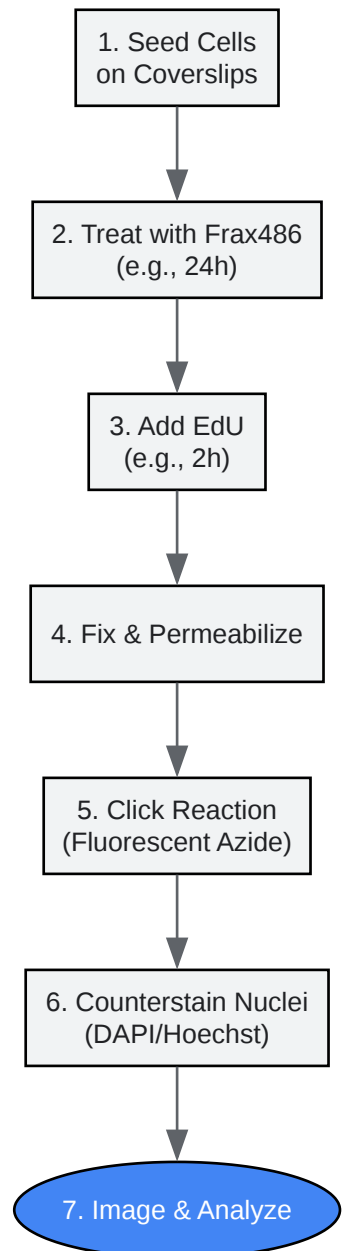 1. Seed Cells
on Coverslips
2. Treat with Frax486
(e.g., 24h)
3. Add EdU
(e.g., 2h)
4. Fix & Permeabilize
5. Click Reaction
(Fluorescent Azide)
6. Counterstain Nuclei
(DAPI/Hoechst)
7. Image & Analyze